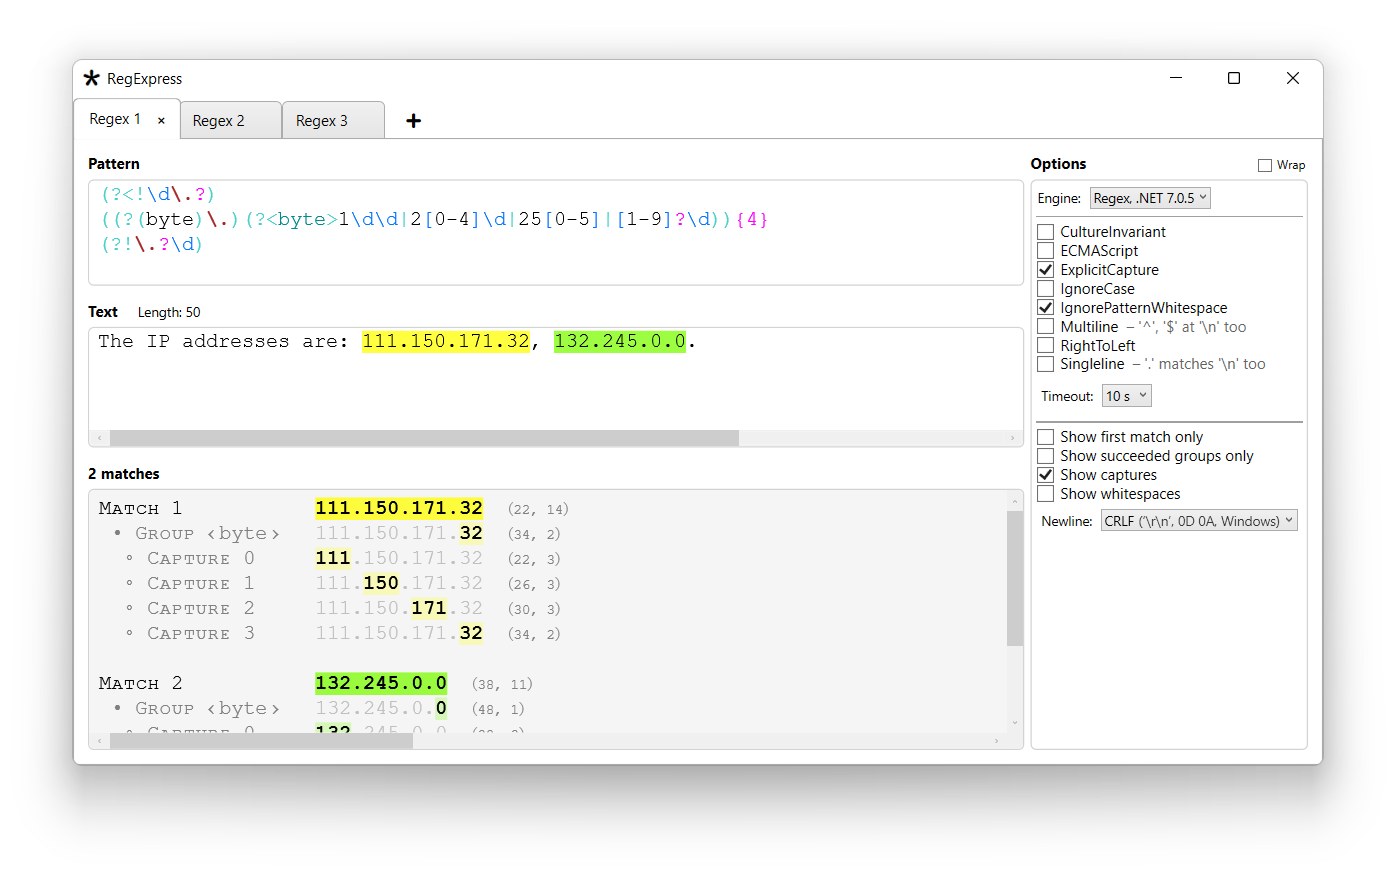 RegExpress
Regex 1 × Regex 2 Regex 3 +
Pattern
(?<!\d\.?)
((?(byte)\.)(?<byte>1\d\d|2[0-4]\d|25[0-5]|[1-9]?\d)){4}
(?!\.?\d)
Text Length: 50
The IP addresses are: 111.150.171.32, 132.245.0.0.
2 matches
MATCH 1 111.150.171.32 (22, 14)
• GROUP <byte> 111.150.171.32 (34, 2)
◦ CAPTURE 0 111.150.171.32 (22, 3)
◦ CAPTURE 1 111.150.171.32 (26, 3)
◦ CAPTURE 2 111.150.171.32 (30, 3)
◦ CAPTURE 3 111.150.171.32 (34, 2)
MATCH 2 132.245.0.0 (38, 11)
• GROUP <byte> 132.245.0.0 (48, 1)
◦ CAPTURE 0 132.245.0.0
Options Wrap
Engine: Regex, .NET 7.0.5
CultureInvariant
ECMAScript
ExplicitCapture
IgnoreCase
IgnorePatternWhitespace
Multiline – '^', '$' at '\n' too
RightToLeft
Singleline – '.' matches '\n' too
Timeout: 10 s
Show first match only
Show succeeded groups only
Show captures
Show whitespaces
Newline: CRLF ('\r\n', 0D 0A, Windows)